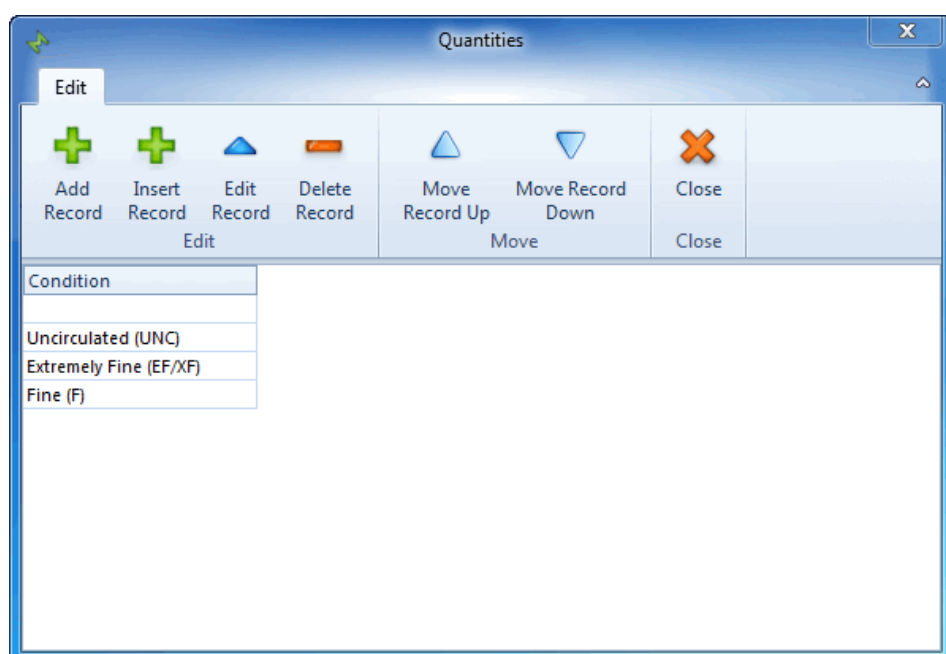 Quantities
X
Edit
Add Record
Insert Record
Edit Record
Delete Record
Move Record Up
Move Record Down
Close
Edit
Move
Close
Condition
Uncirculated (UNC)
Extremely Fine (EF/XF)
Fine (F)